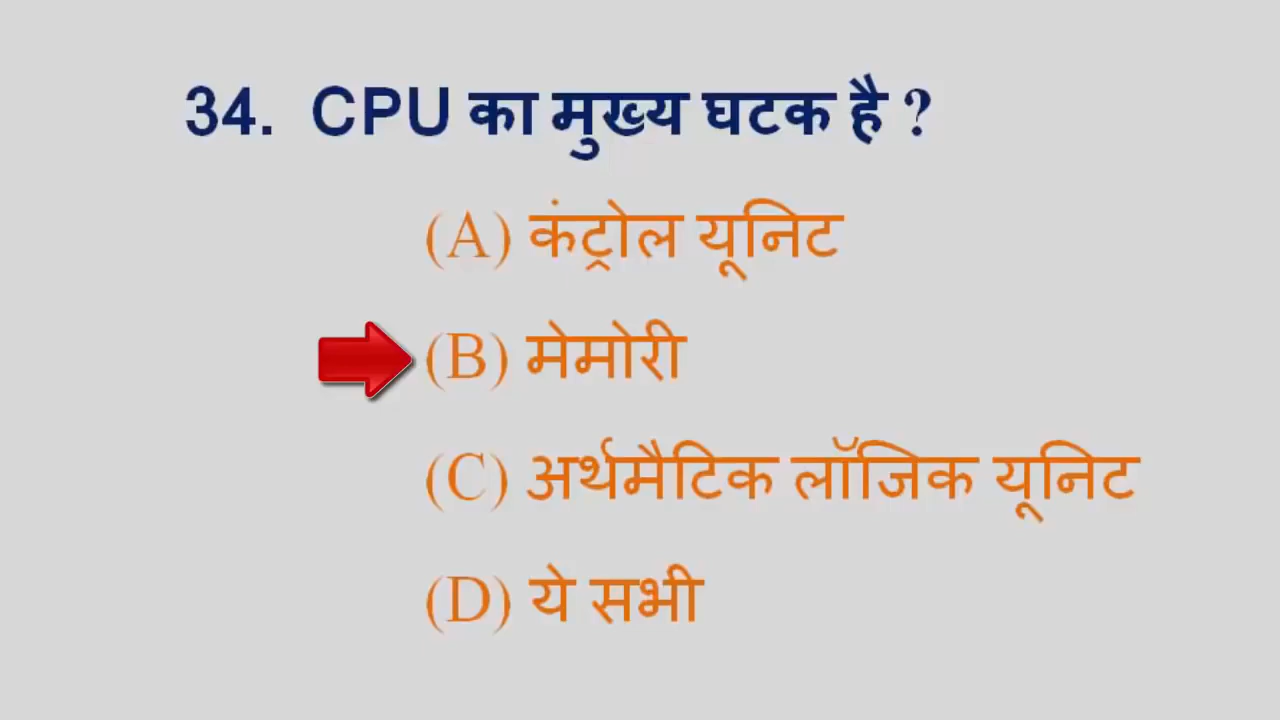 34. CPU का मुख्य घटक है ?
(A) कंट्रोल यूनिट
(B) मेमोरी
(C) अर्थमैटिक लॉजिक यूनिट
(D) ये सभी